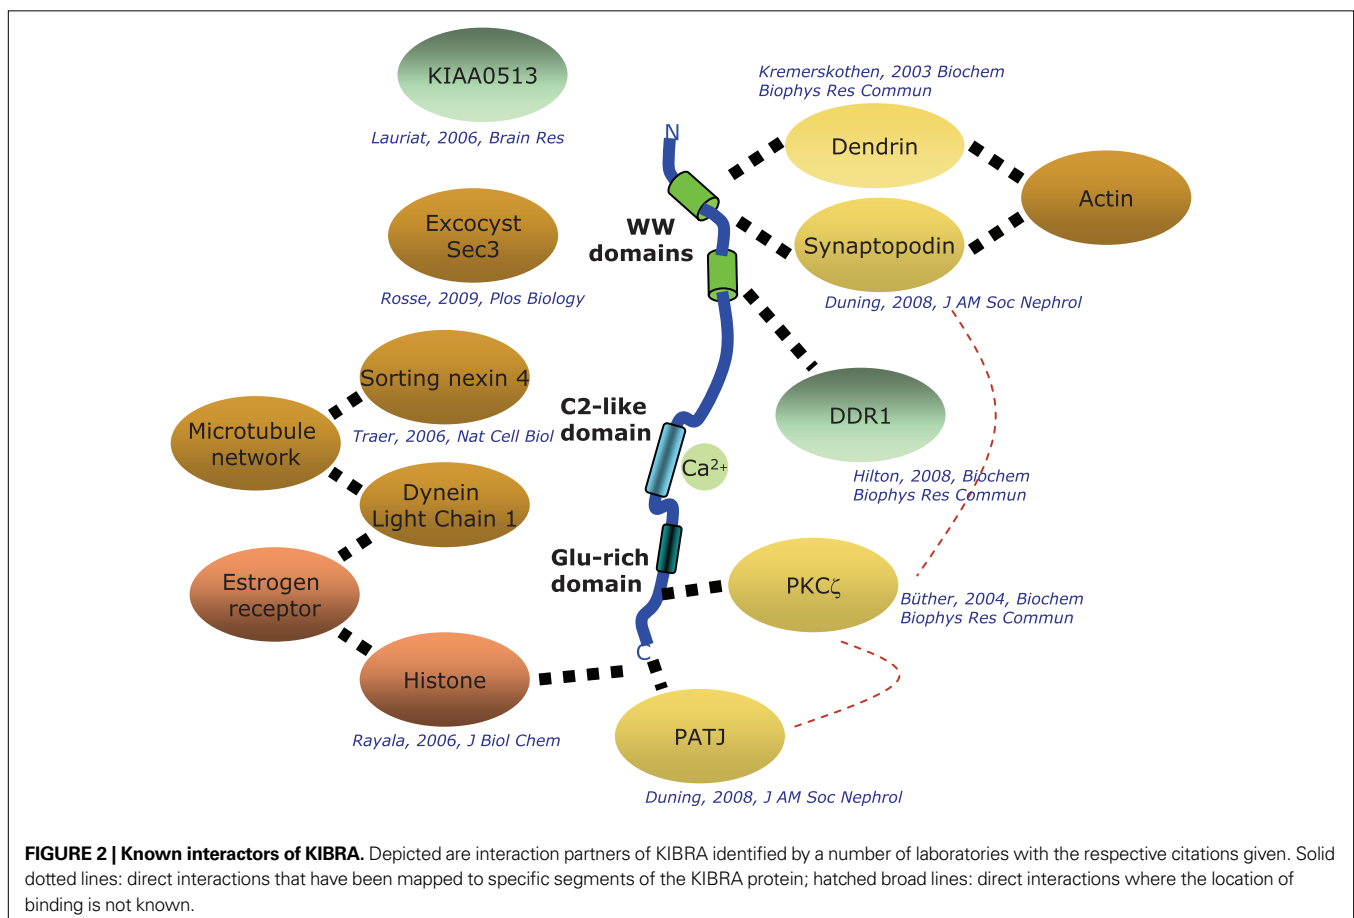 KIAA0513
Lauriat, 2006, Brain Res
Kremerskothen, 2003 Biochem
Biophys Res Commun
N
Dendrin
Actin
Excocyst
Sec3
Rosse, 2009, Plos Biology
WW
domains
Synaptopodin
Duning, 2008, J AM Soc Nephrol
Sorting nexin 4
Traer, 2006, Nat Cell Biol
Microtubule
network
C2-like
domain
Ca2+
DDR1
Hilton, 2008, Biochem
Biophys Res Commun
Dynein
Light Chain 1
Estrogen
receptor
Glu-rich
domain
PKCζ
Büther, 2004, Biochem
Biophys Res Commun
C
Histone
Rayala, 2006, J Biol Chem
PATJ
Duning, 2008, J AM Soc Nephrol
FIGURE 2 | Known interactors of KIBRA. Depicted are interaction partners of KIBRA identified by a number of laboratories with the respective citations given. Solid
dotted lines: direct interactions that have been mapped to specific segments of the KIBRA protein; hatched broad lines: direct interactions where the location of
binding is not known.